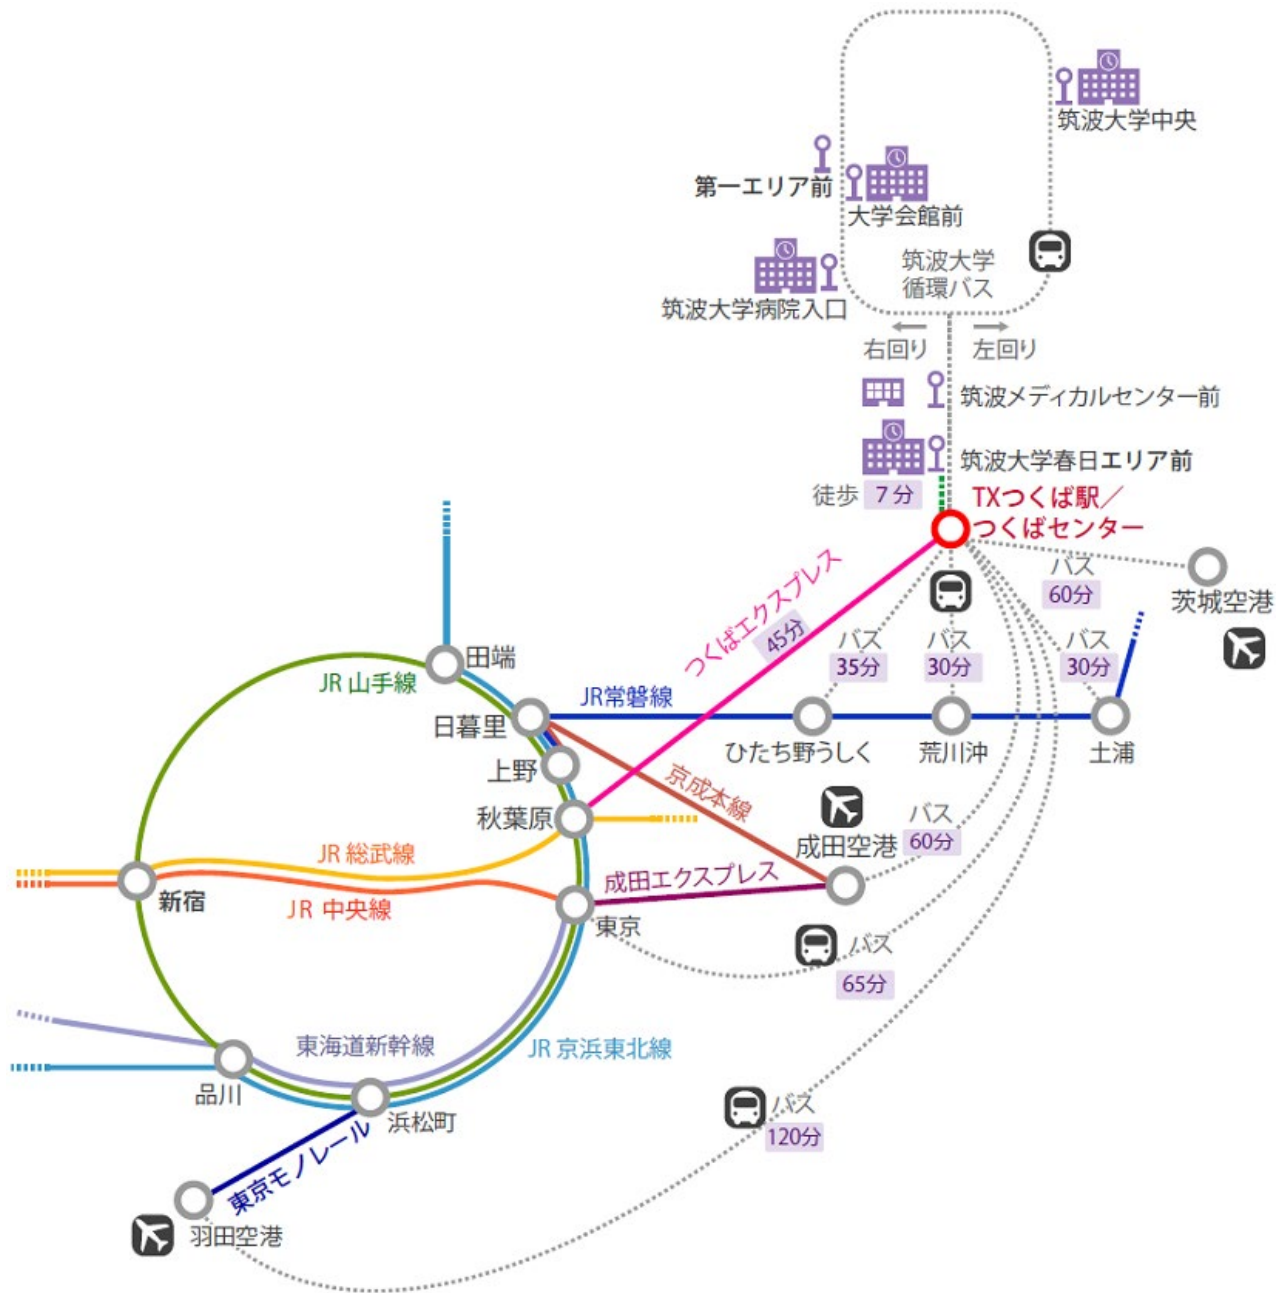 筑波大学中央
第一エリア前
大学会館前
筑波大学
循環バス
筑波大学病院入口
右回り
左回り
筑波メディカルセンター前
筑波大学春日エリア前
徒歩 7分
TXつくば駅／
つくばセンター
バス
60分
茨城空港
つくばエクスプレス
45分
バス
35分
バス
30分
バス
30分
田端
JR 山手線
日暮里
JR常磐線
ひたち野うしく
荒川沖
土浦
上野
京成本線
秋葉原
成田空港
バス
60分
JR 総武線
成田エクスプレス
新宿
JR 中央線
東京
バス
65分
東海道新幹線
JR 京浜東北線
品川
浜松町
バス
120分
東京モノレール
羽田空港